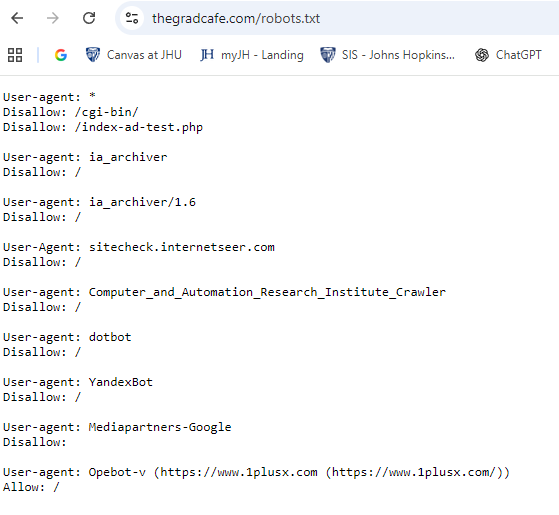 thegradcafe.com/robots.txt
Canvas at JHU myJH - Landing SIS - Johns Hopkins... ChatGPT
User-agent: *
Disallow: /cgi-bin/
Disallow: /index-ad-test.php
User-agent: ia_archiver
Disallow: /
User-agent: ia_archiver/1.6
Disallow: /
User-Agent: sitecheck.internetseer.com
Disallow: /
User-agent: Computer_and_Automation_Research_Institute_Crawler
Disallow: /
User-agent: dotbot
Disallow: /
User-agent: YandexBot
Disallow: /
User-agent: Mediapartners-Google
Disallow:
User-agent: Opebot-v (https://www.1plusx.com (https://www.1plusx.com/))
Allow: /